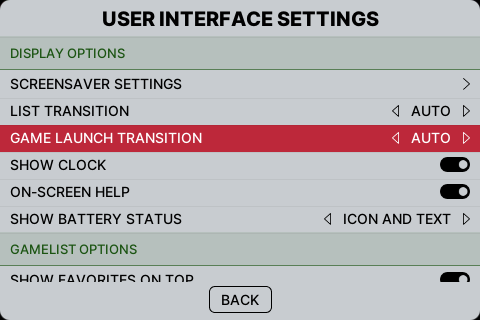 USER INTERFACE SETTINGS
DISPLAY OPTIONS
SCREENSAVER SETTINGS
LIST TRANSITION AUTO
GAME LAUNCH TRANSITION AUTO
SHOW CLOCK
ON-SCREEN HELP
SHOW BATTERY STATUS ICON AND TEXT
GAMELIST OPTIONS
SHOW FAVORITES ON TOP
BACK